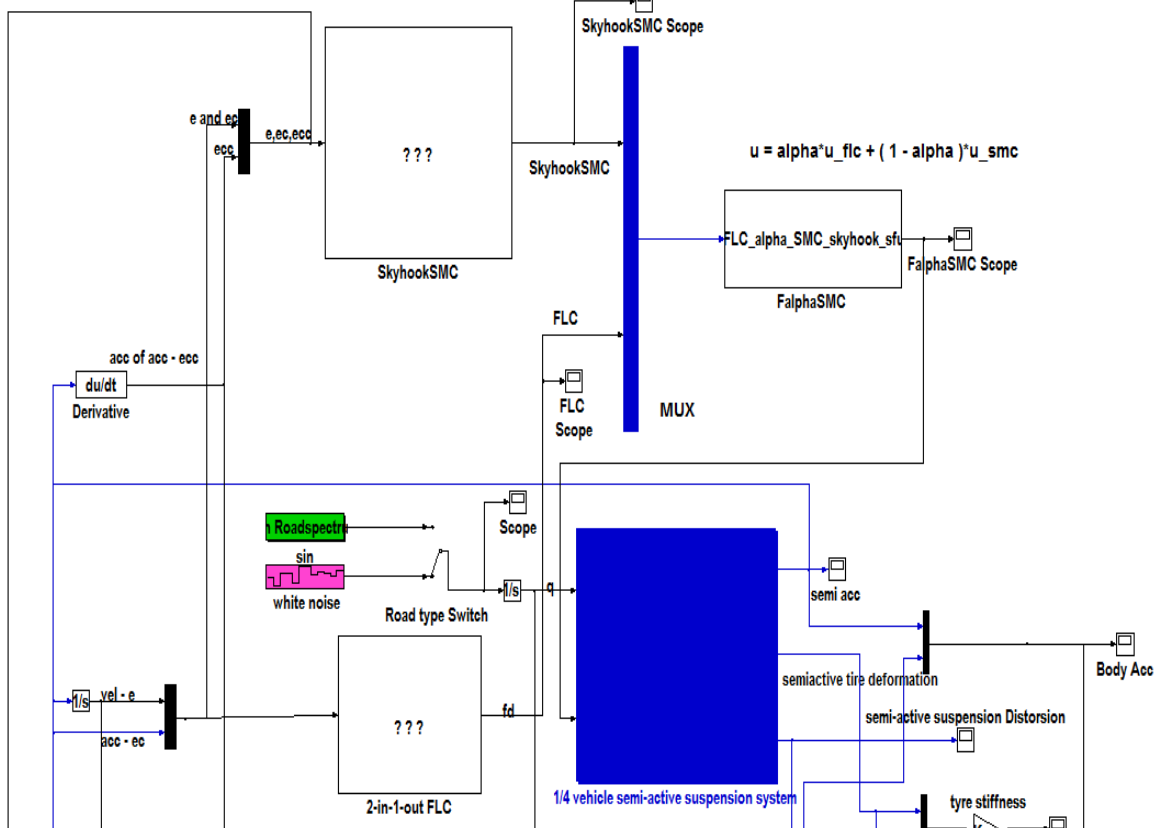 SkyhookSMC Scope
e and ec
ecc
e,ec,ecc
? ? ?
SkyhookSMC
SkyhookSMC
u = alpha*u_flc + ( 1 - alpha )*u_smc
FLC_alpha_SMC_skyhook_sfu
FalphaSMC Scope
FalphaSMC
FLC
acc of acc - ecc
du/dt
Derivative
FLC
Scope
MUX
Roadspectru
sin
white noise
Scope
Road type Switch
1/s
q
semi acc
Body Acc
semiactive tire deformation
semi-active suspension Distorsion
1/s
vel - e
acc - ec
? ? ?
fd
2-in-1-out FLC
1/4 vehicle semi-active suspension system
tyre stiffness